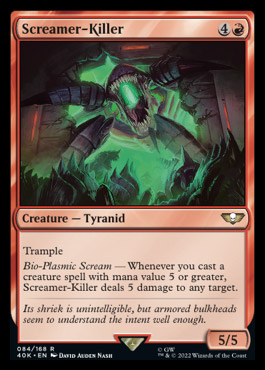 Screamer-Killer 4
Creature — Tyranid
Trample
Bio-Plasmic Scream — Whenever you cast a
creature spell with mana value 5 or greater,
Screamer-Killer deals 5 damage to any target.
Its shriek is unintelligible, but armored bulkheads
seem to understand the intent well enough.
5/5
084/168 R
40K • EN DAVID AUDEN NASH
© GW
™ & © 2022 Wizards of the Coast